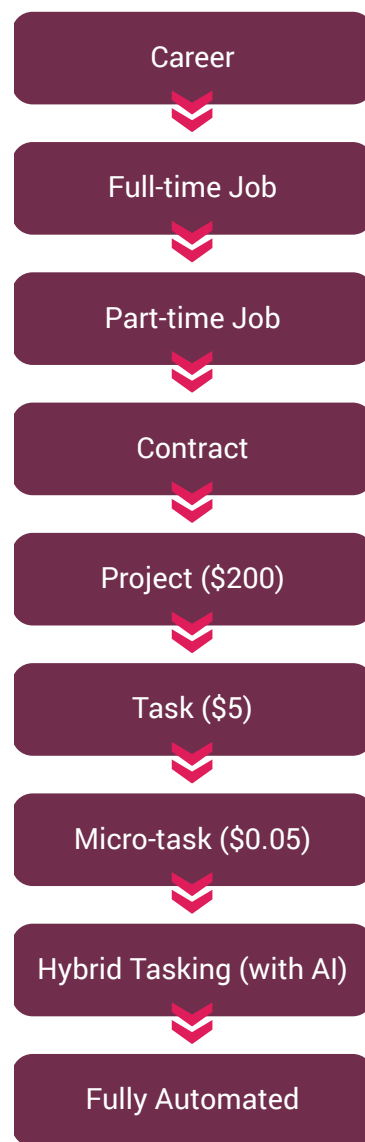 Career
Full-time Job
Part-time Job
Contract
Project ($200)
Task ($5)
Micro-task ($0.05)
Hybrid Tasking (with AI)
Fully Automated